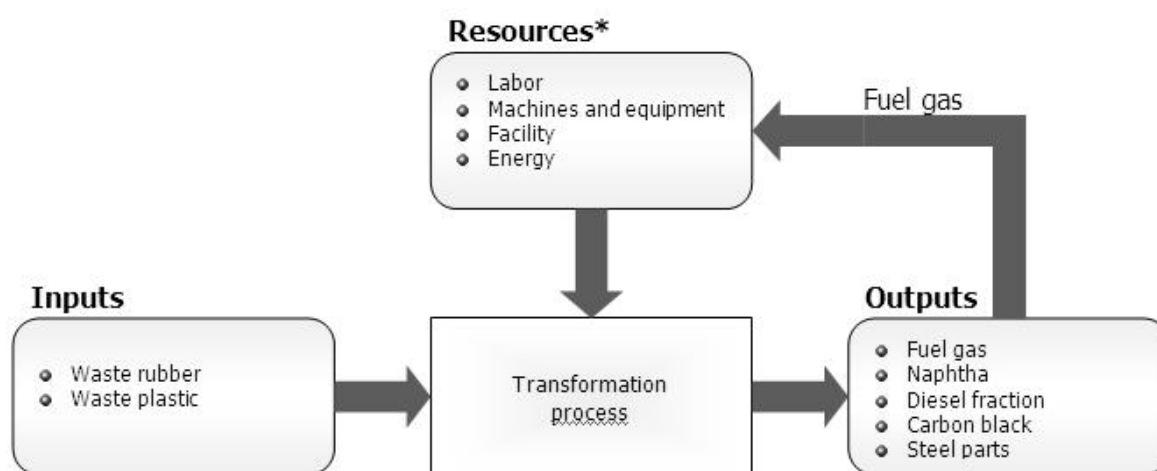 Resources*
Labor
Machines and equipment
Facility
Energy
Fuel gas
Inputs
Waste rubber
Waste plastic
Transformation
process
Outputs
Fuel gas
Naphtha
Diesel fraction
Carbon black
Steel parts